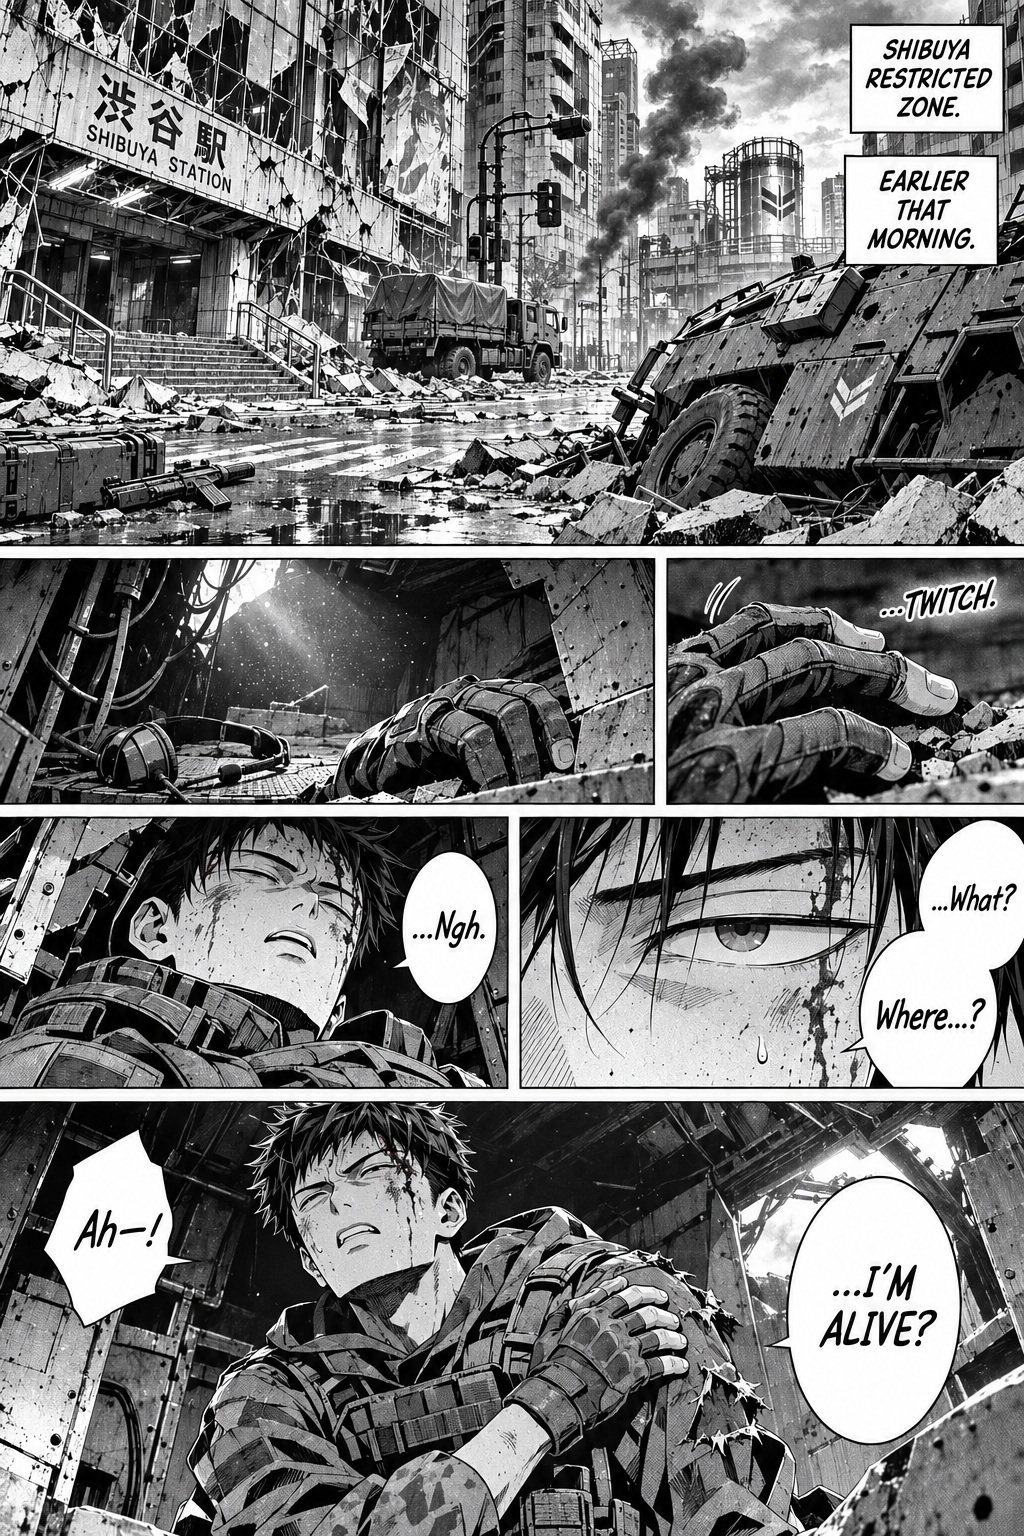 SHIBUYA
RESTRICTED
ZONE.
EARLIER
THAT
MORNING.
渋谷駅
SHIBUYA STATION
...TWITCH.
...Ngh.
...What?
Where...?
Ah—!
...I'M
ALIVE?